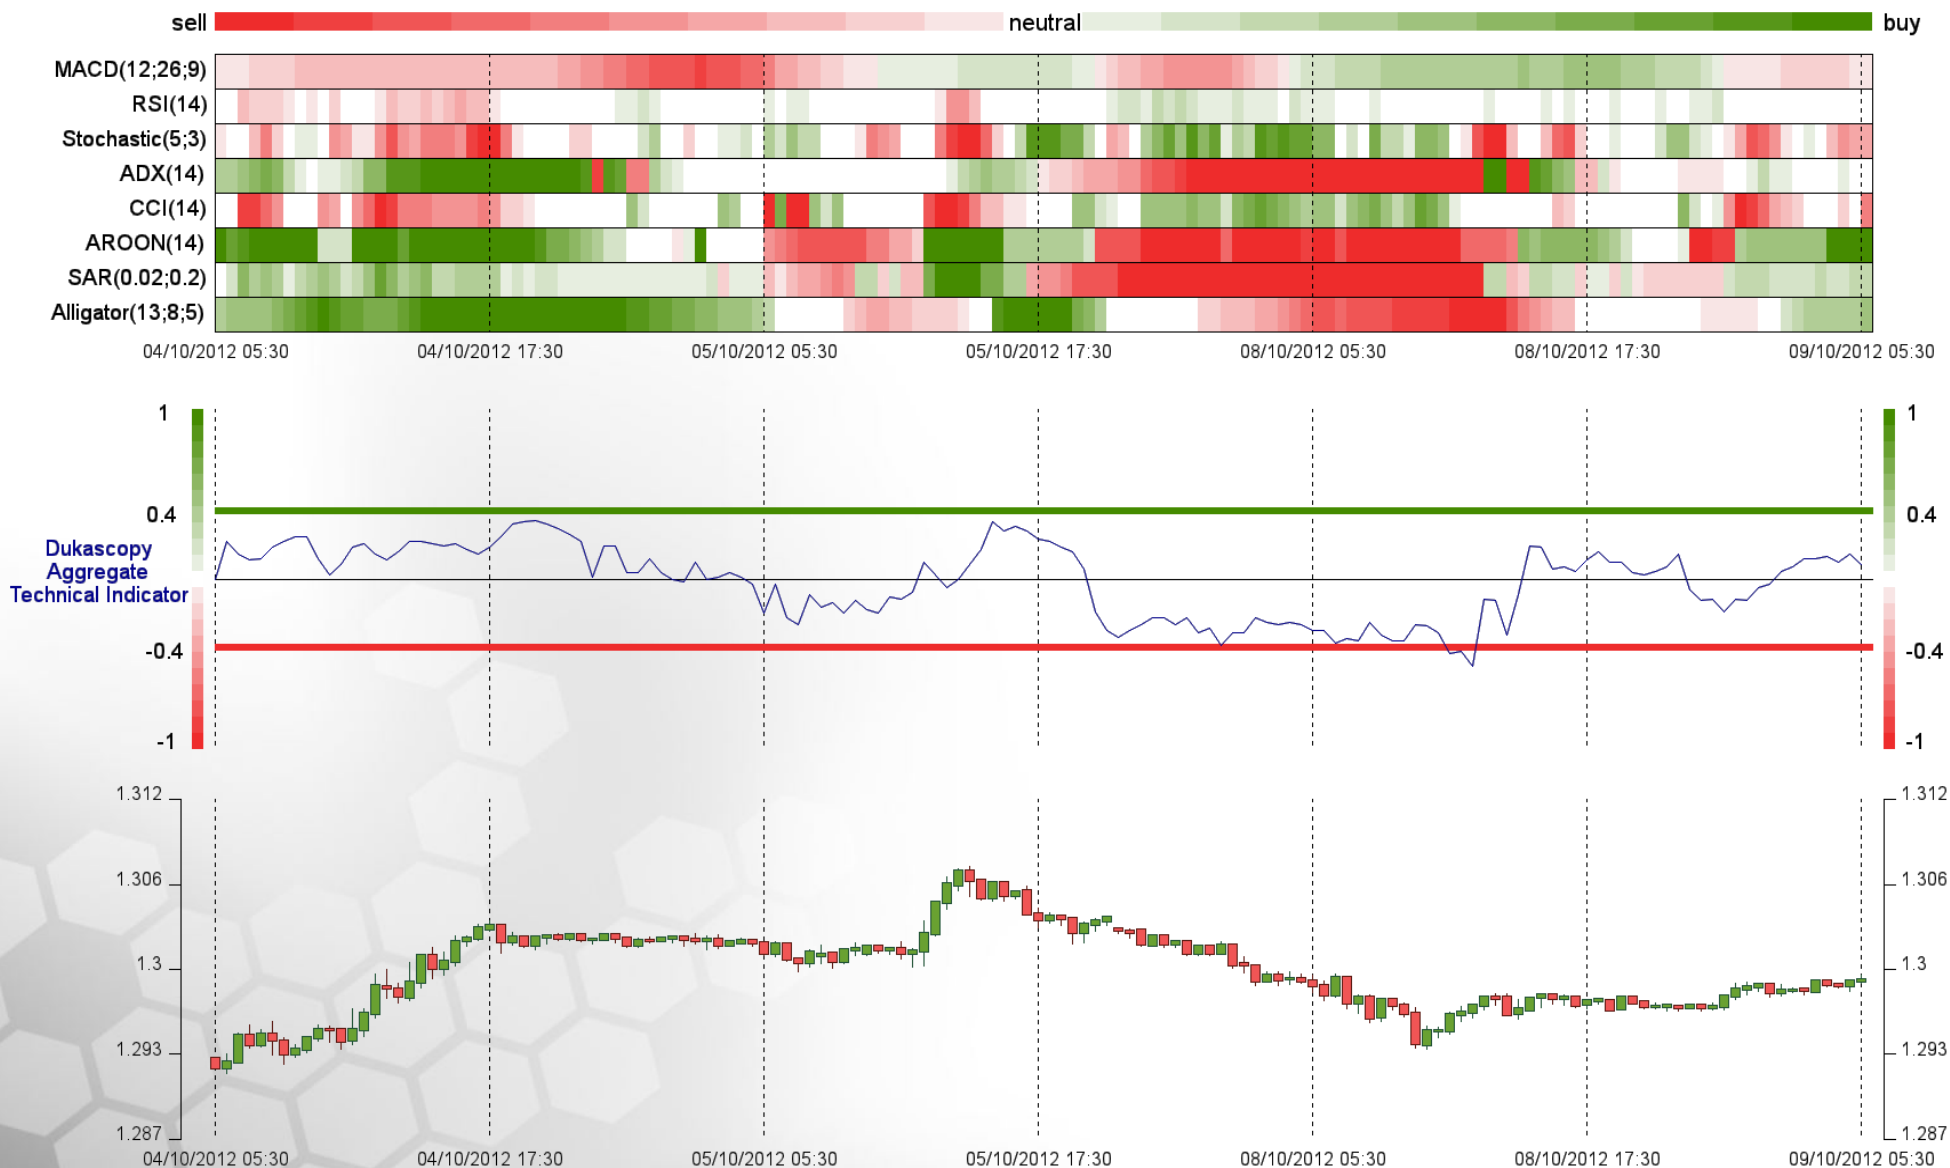 sell neutral buy
MACD(12;26;9)
RSI(14)
Stochastic(5;3)
ADX(14)
CCI(14)
AROON(14)
SAR(0.02;0.2)
Alligator(13;8;5)
04/10/2012 05:30 04/10/2012 17:30 05/10/2012 05:30 05/10/2012 17:30 08/10/2012 05:30 08/10/2012 17:30 09/10/2012 05:30
1 1
0.4 0.4
Dukascopy
Aggregate
Technical Indicator
-0.4 -0.4
-1 -1
1.312 1.312
1.306 1.306
1.3 1.3
1.293 1.293
1.287 1.287
04/10/2012 05:30 04/10/2012 17:30 05/10/2012 05:30 05/10/2012 17:30 08/10/2012 05:30 08/10/2012 17:30 09/10/2012 05:30